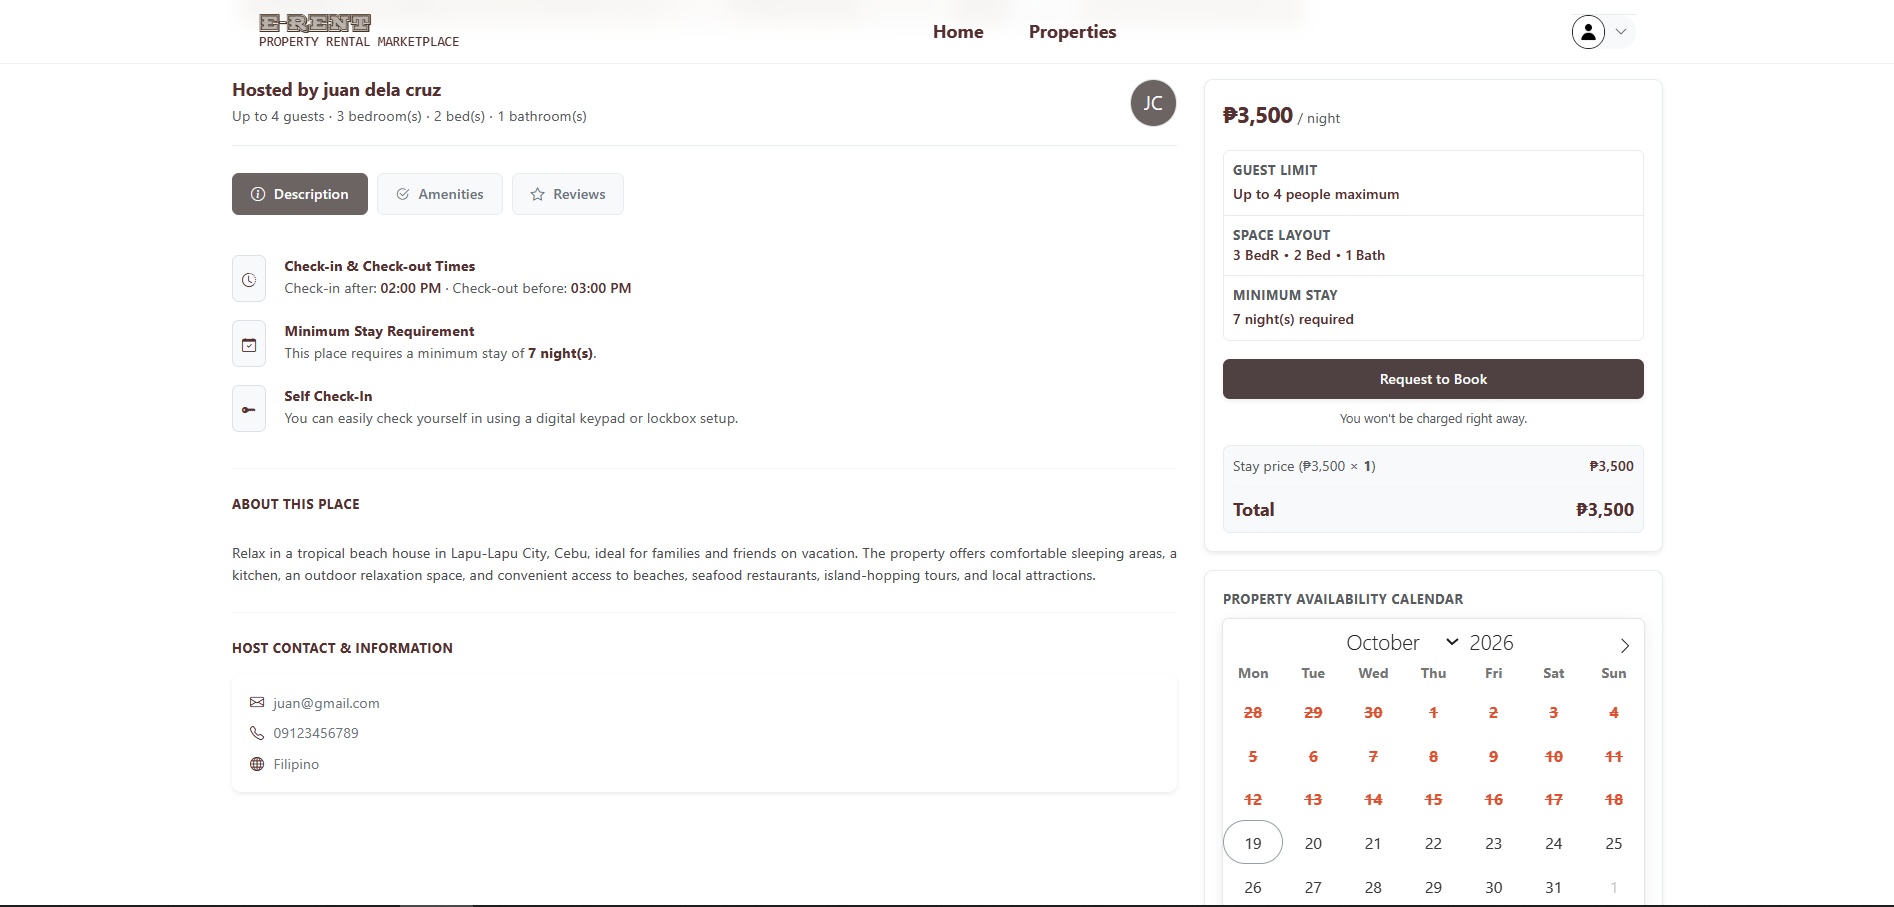 E-RENT
PROPERTY RENTAL MARKETPLACE
Home
Properties
Hosted by juan dela cruz
Up to 4 guests · 3 bedroom(s) · 2 bed(s) · 1 bathroom(s)
JC
Description
Amenities
Reviews
Check-in & Check-out Times
Check-in after: 02:00 PM · Check-out before: 03:00 PM
Minimum Stay Requirement
This place requires a minimum stay of 7 night(s).
Self Check-In
You can easily check yourself in using a digital keypad or lockbox setup.
ABOUT THIS PLACE
Relax in a tropical beach house in Lapu-Lapu City, Cebu, ideal for families and friends on vacation. The property offers comfortable sleeping areas, a
kitchen, an outdoor relaxation space, and convenient access to beaches, seafood restaurants, island-hopping tours, and local attractions.
HOST CONTACT & INFORMATION
juan@gmail.com
09123456789
Filipino
₱3,500 / night
GUEST LIMIT
Up to 4 people maximum
SPACE LAYOUT
3 BedR • 2 Bed • 1 Bath
MINIMUM STAY
7 night(s) required
Request to Book
You won't be charged right away.
Stay price (₱3,500 × 1) ₱3,500
Total ₱3,500
PROPERTY AVAILABILITY CALENDAR
October 2026
Mon Tue Wed Thu Fri Sat Sun
28 29 30 1 2 3 4
5 6 7 8 9 10 11
12 13 14 15 16 17 18
19 20 21 22 23 24 25
26 27 28 29 30 31 1